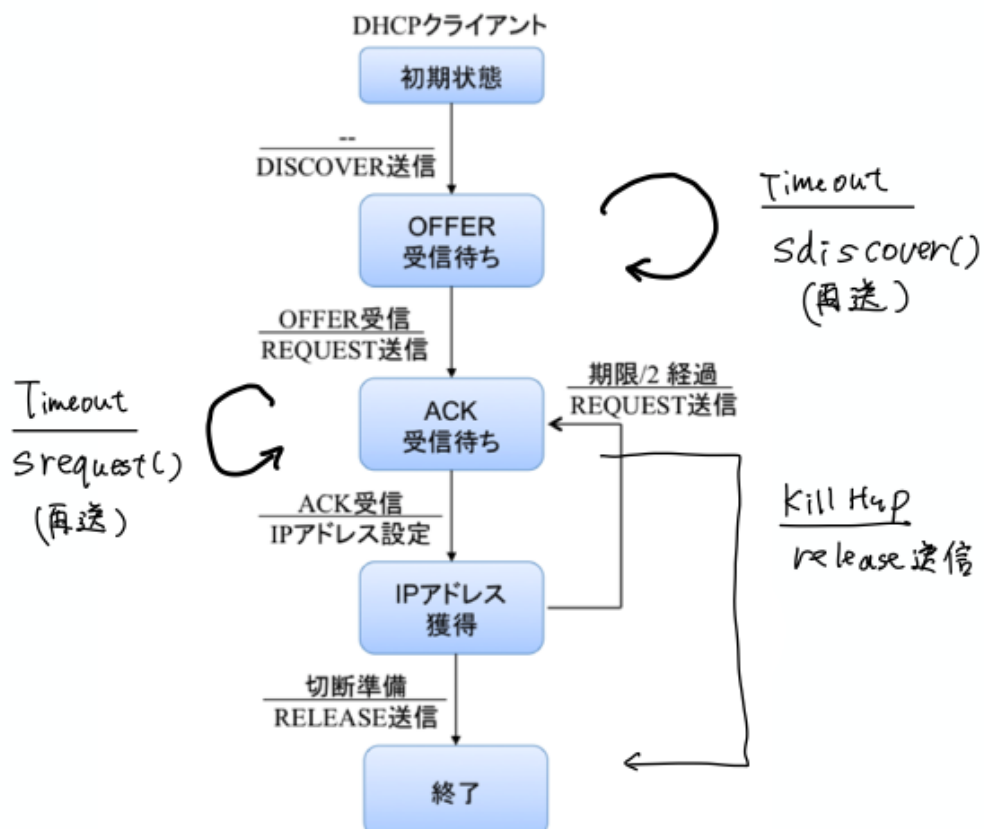 DHCPクライアント
初期状態
--
DISCOVER送信
OFFER
受信待ち
Timeout
Sdiscover()
(再送)
OFFER受信
REQUEST送信
期限/2 経過
REQUEST送信
Timeout
Srequest()
(再送)
ACK
受信待ち
ACK受信
IPアドレス設定
Kill Hup
release送信
IPアドレス
獲得
切断準備
RELEASE送信
終了